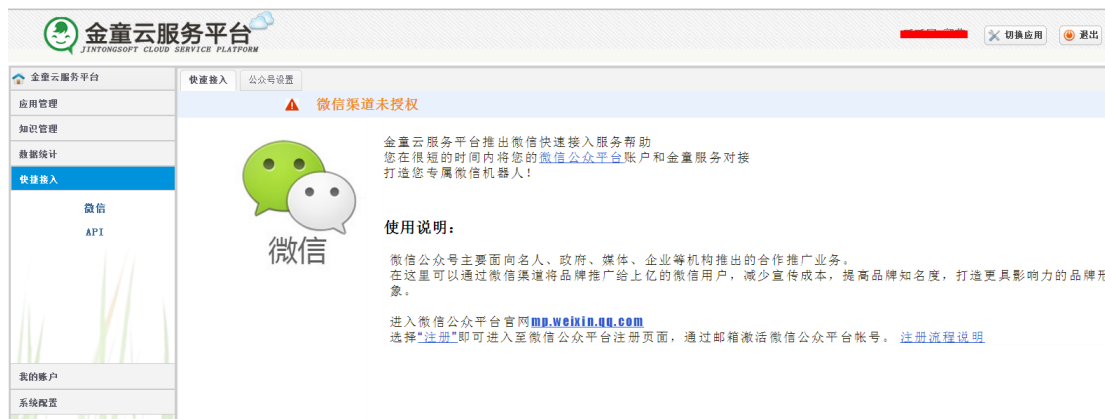 金童云服务平台
JINTONGSOFT CLOUD SERVICE PLATFORM
切换应用
退出
金童云服务平台
应用管理
知识管理
数据统计
快捷接入
微信
API
我的账户
系统配置
快速接入
公众号设置
微信渠道未授权
微信
金童云服务平台推出微信快速接入服务帮助
您在很短的时间内将您的微信公众平台账户和金童服务对接
打造您专属微信机器人！
使用说明：
微信公众号主要面向名人、政府、媒体、企业等机构推出的合作推广业务。
在这里可以通过微信渠道将品牌推广给上亿的微信用户，减少宣传成本，提高品牌知名度，打造更具影响力的品牌形
象。
进入微信公众平台官网mp.weixin.qq.com
选择“注册”即可进入至微信公众平台注册页面，通过邮箱激活微信公众平台帐号。 注册流程说明